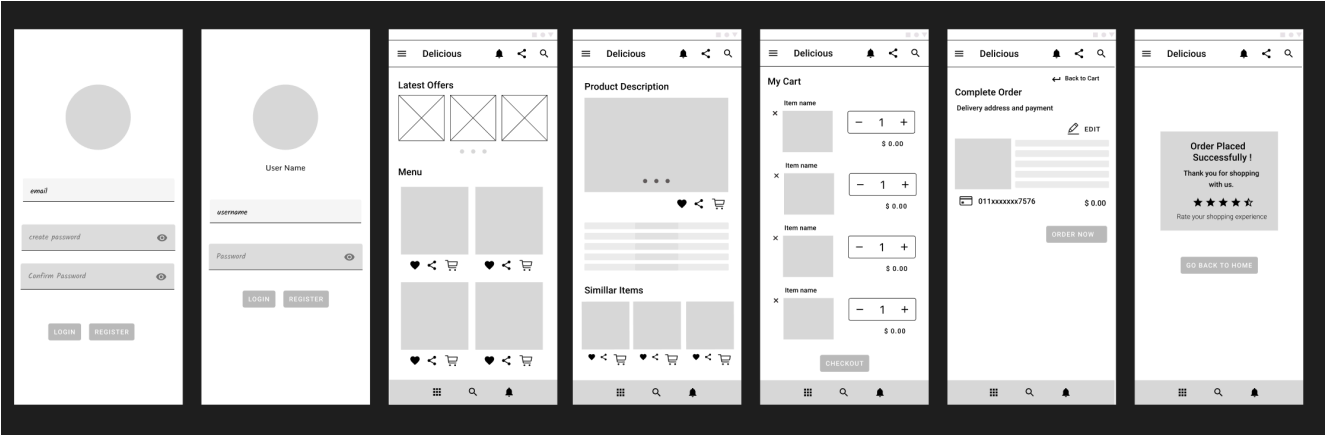 email
create password
Confirm Password
LOGIN
REGISTER
User Name
username
Password
LOGIN
REGISTER
Delicious
Latest Offers
Menu
Delicious
Product Description
Simillar Items
Delicious
My Cart
Item name
1
$ 0.00
Item name
1
$ 0.00
Item name
1
$ 0.00
Item name
1
$ 0.00
CHECKOUT
Delicious
Back to Cart
Complete Order
Delivery address and payment
EDIT
011xxxxxxx7576
$ 0.00
ORDER NOW
Delicious
Order Placed
Successfully !
Thank you for shopping
with us.
Rate your shopping experience
GO BACK TO HOME